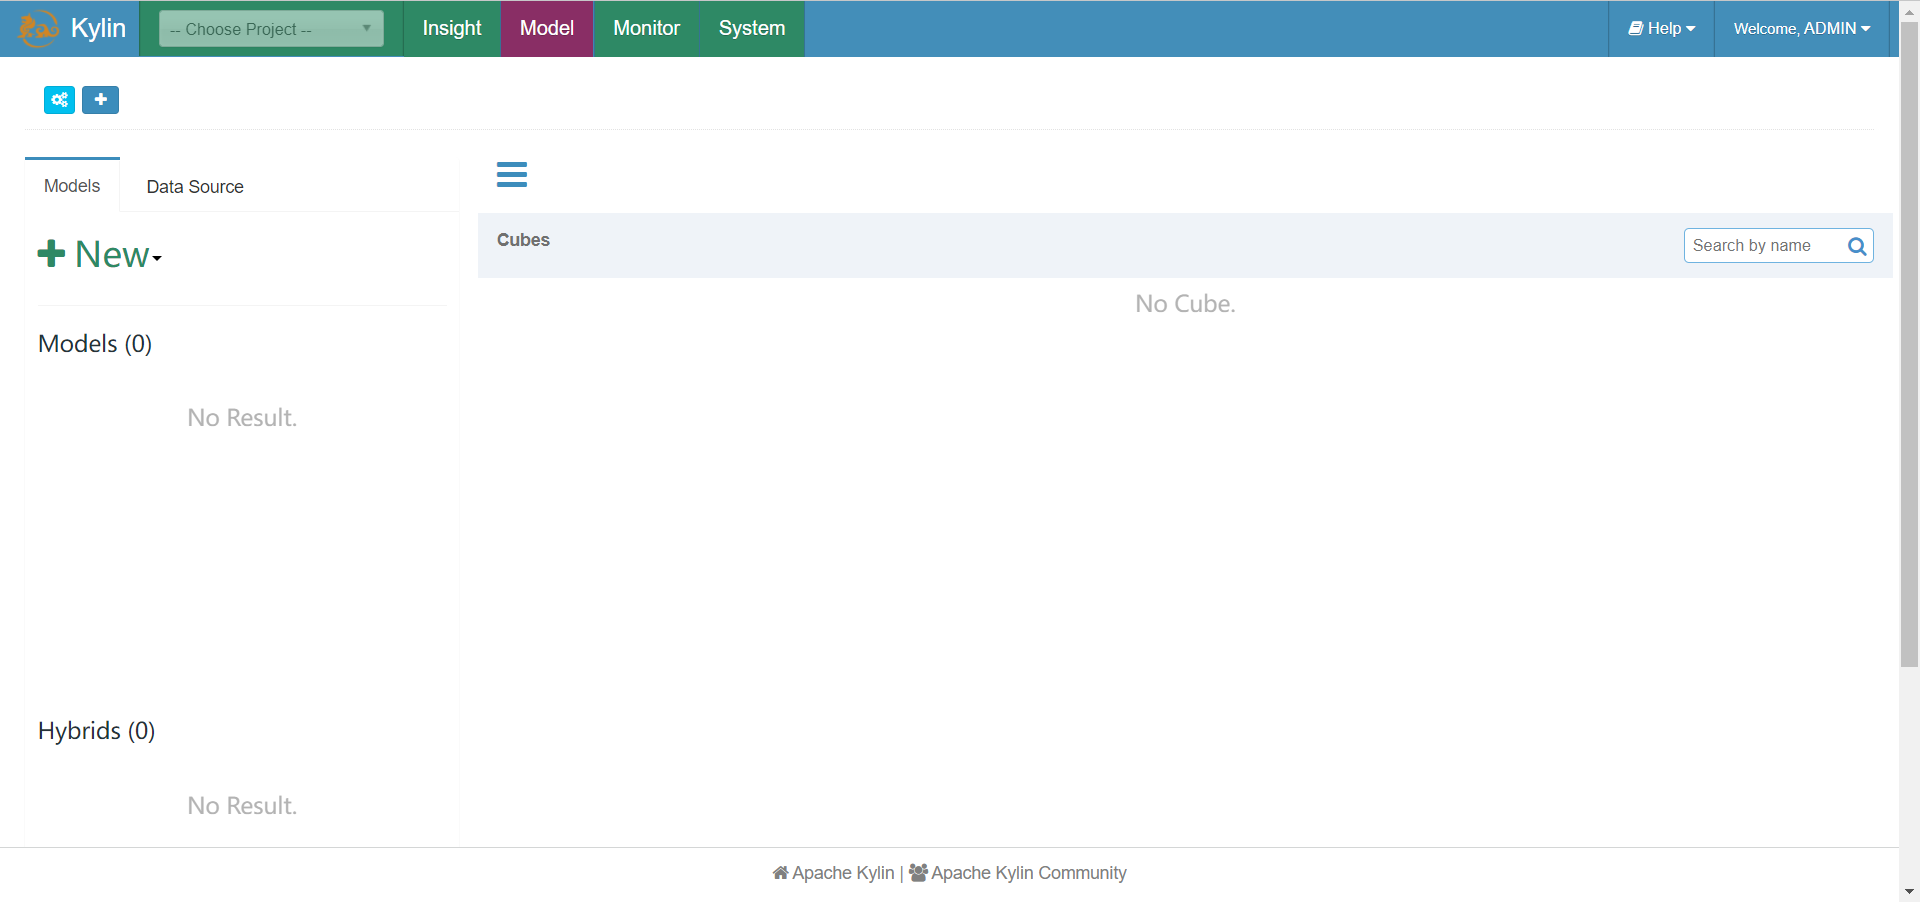 Kylin
-- Choose Project --
Insight
Model
Monitor
System
Help
Welcome, ADMIN
Models
Data Source
New
Cubes
Search by name
No Cube.
Models (0)
No Result.
Hybrids (0)
No Result.
Apache Kylin | Apache Kylin Community